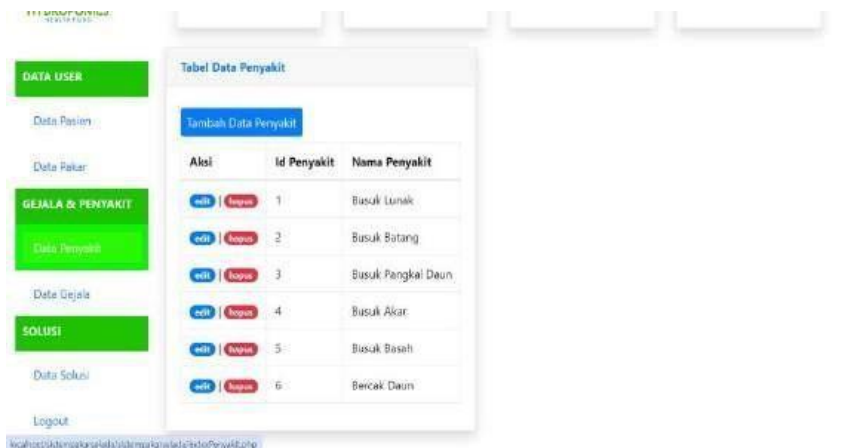 HYDROPONICS
HEALTH FUND
DATA USER
Data Pasien
Data Pakar
GEJALA & PENYAKIT
Data Penyakit
Data Gejala
SOLUSI
Data Solusi
Logout
Tabel Data Penyakit
Tambah Data Penyakit
Aksi Id Penyakit Nama Penyakit
edit | hapus 1 Busuk Lunak
edit | hapus 2 Busuk Batang
edit | hapus 3 Busuk Pangkal Daun
edit | hapus 4 Busuk Akar
edit | hapus 5 Busuk Basah
edit | hapus 6 Bercak Daun